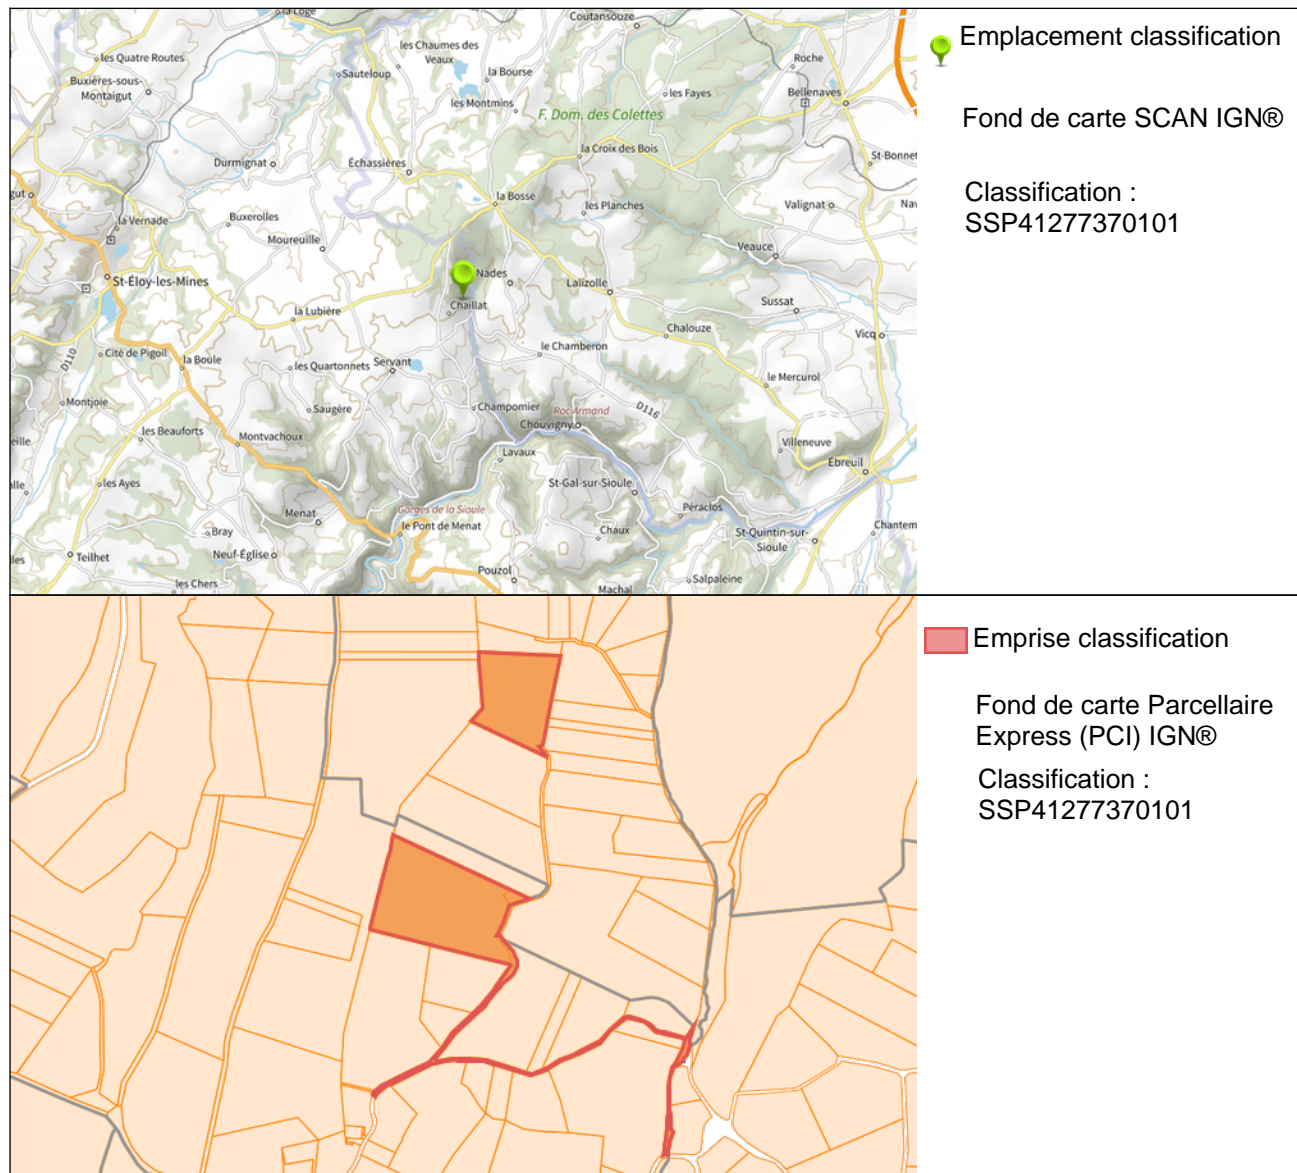 la Loge
Coutansouze
les Quatre Routes
les Chaumes des
Veaux
Sauteloup
la Bourse
Roche
Buxières-sous-
Montaigut
les Montmins
les Fayes
Bellenaves
F. Dom. des Colettes
la Croix des Bois
St-Bonnet
Durmignat
Échassières
la Bosse
les Planches
Valignat
Nav
gut
la Vernade
Buxerolles
Moureuille
Veauce
St-Éloy-les-Mines
Nades
Lalizolle
Chaillat
Sussat
la Lubière
Chalouze
Vicq
D110
Cité de Pigoil
la Boule
les Quartonnets
Servant
le Chamberon
le Mercurol
Montjoie
Saugère
Champomier
Roc Armand
D116
Chouvigny
eille
les Beauforts
Montvachoux
Lavaux
Villeneuve
Ébreuil
alle
les Ayes
St-Gal-sur-Sioule
Menat
Gorges de la Sioule
Péraclos
le Pont de Menat
Bray
Chaux
St-Quintin-sur-
Sioule
Chantem
lles
Teilhet
Neuf-Église
Pouzol
les Chers
Machal
Salpaleine
Emplacement classification
Fond de carte SCAN IGN®
Classification :
SSP41277370101
Emprise classification
Fond de carte Parcellaire
Express (PCI) IGN®
Classification :
SSP41277370101